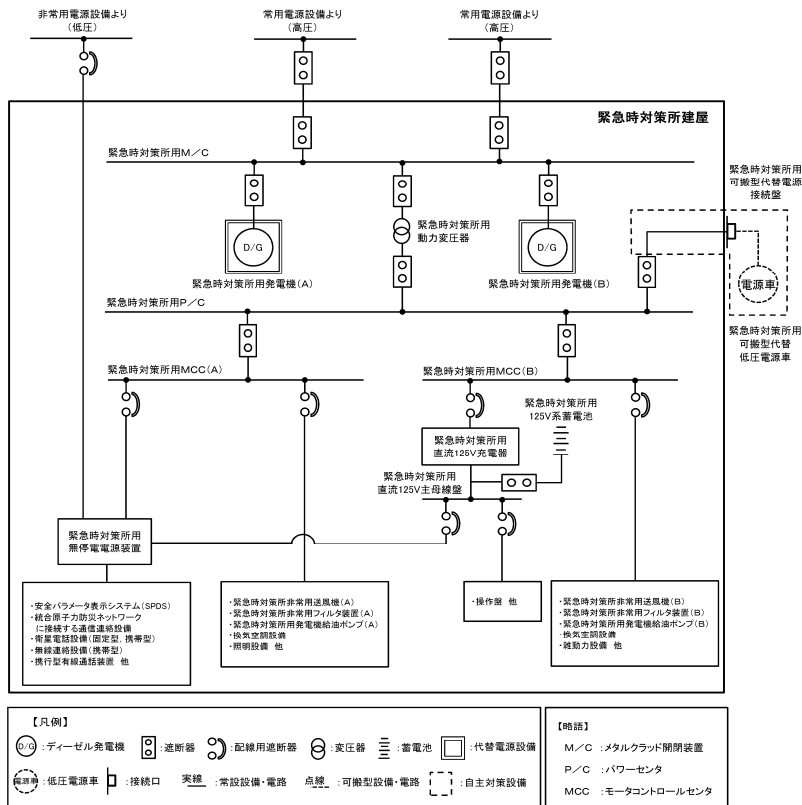 非常用電源設備より
（低圧）
常用電源設備より
（高圧）
常用電源設備より
（高圧）
緊急時対策所建屋
緊急時対策所用M／C
緊急時対策所用
可搬型代替電源
接続盤
D/G
緊急時対策所用
動力変圧器
D/G
緊急時対策所用発電機（A）
緊急時対策所用発電機（B）
電源車
緊急時対策所用P／C
緊急時対策所用
可搬型代替
低圧電源車
緊急時対策所用MCC（A）
緊急時対策所用MCC（B）
緊急時対策所用
125V系蓄電池
緊急時対策所用
直流125V充電器
緊急時対策所用
直流125V主母線盤
緊急時対策所用
無停電電源装置
・安全パラメータ表示システム（SPDS）
・統合原子力防災ネットワーク
に接続する通信連絡設備
・衛星電話設備（固定型，携帯型）
・無線連絡設備（携帯型）
・携行型有線通話装置 他
・緊急時対策所非常用送風機（A）
・緊急時対策所非常用フィルタ装置（A）
・緊急時対策所用発電機給油ポンプ（A）
・換気空調設備
・照明設備 他
・操作盤 他
・緊急時対策所非常用送風機（B）
・緊急時対策所非常用フィルタ装置（B）
・緊急時対策所用発電機給油ポンプ（B）
・換気空調設備
・雑動力設備 他
【凡例】
D/G ：ディーゼル発電機 ：遮断器 ：配線用遮断器 ：変圧器 ：蓄電池 ：代替電源設備
電源車 ：低圧電源車 ：接続口 実線 ：常設設備・電路 点線 ：可搬型設備・電路 ：自主対策設備
【略語】
M／C ：メタルクラッド開閉装置
P／C ：パワーセンタ
MCC ：モータコントロールセンタ